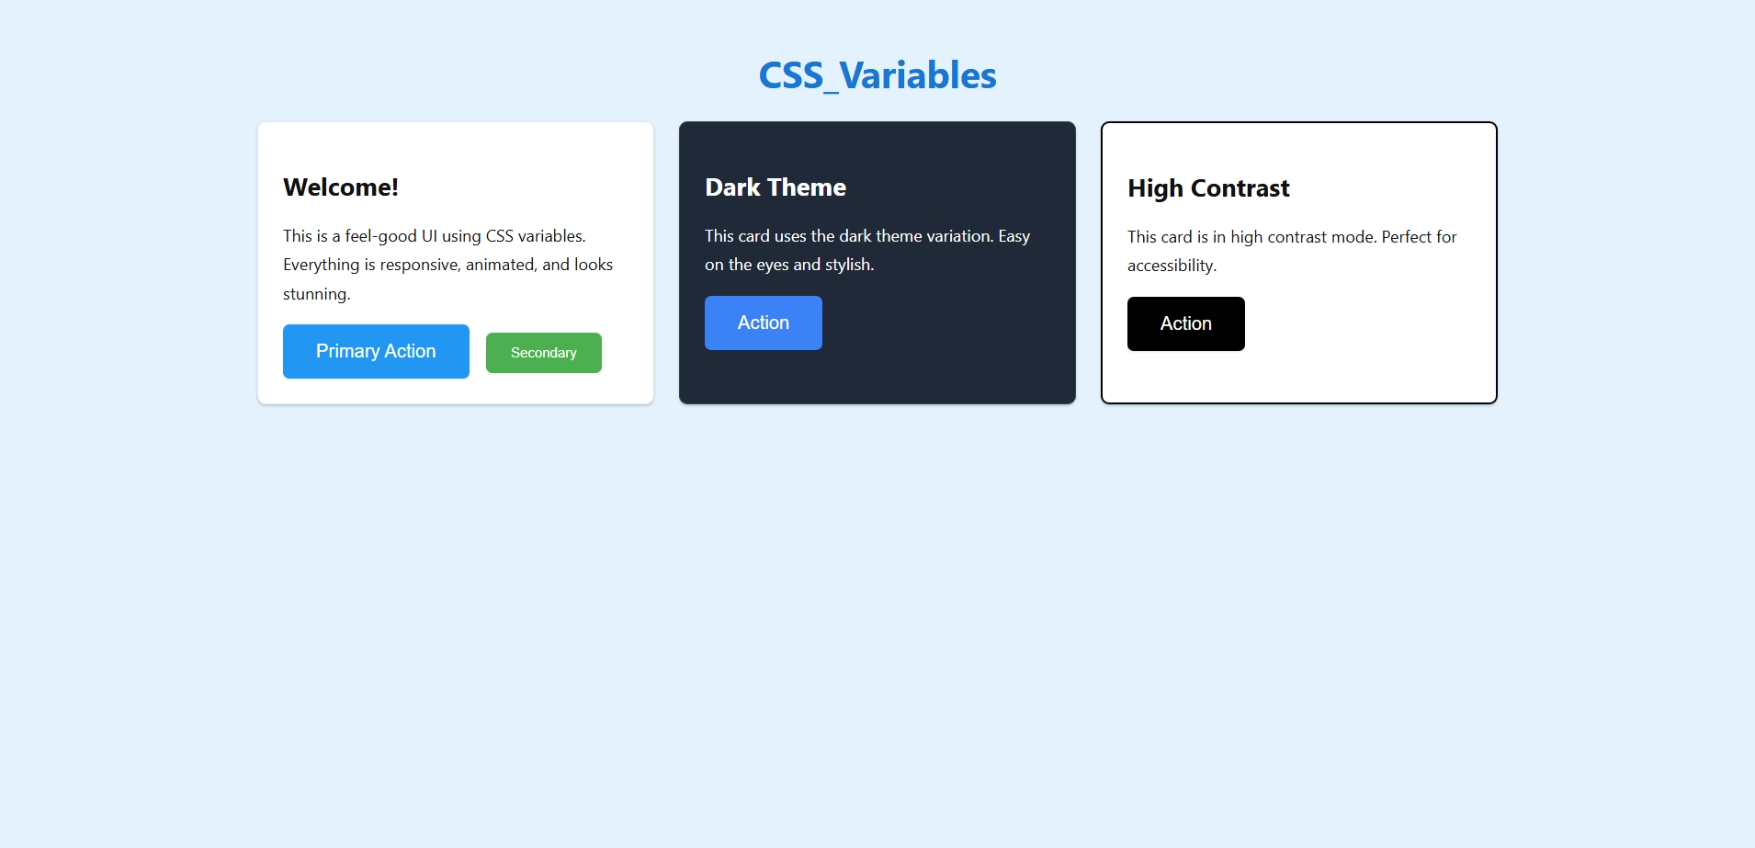 CSS_Variables
Welcome!
This is a feel-good UI using CSS variables.
Everything is responsive, animated, and looks
stunning.
Primary Action
Secondary
Dark Theme
This card uses the dark theme variation. Easy
on the eyes and stylish.
Action
High Contrast
This card is in high contrast mode. Perfect for
accessibility.
Action